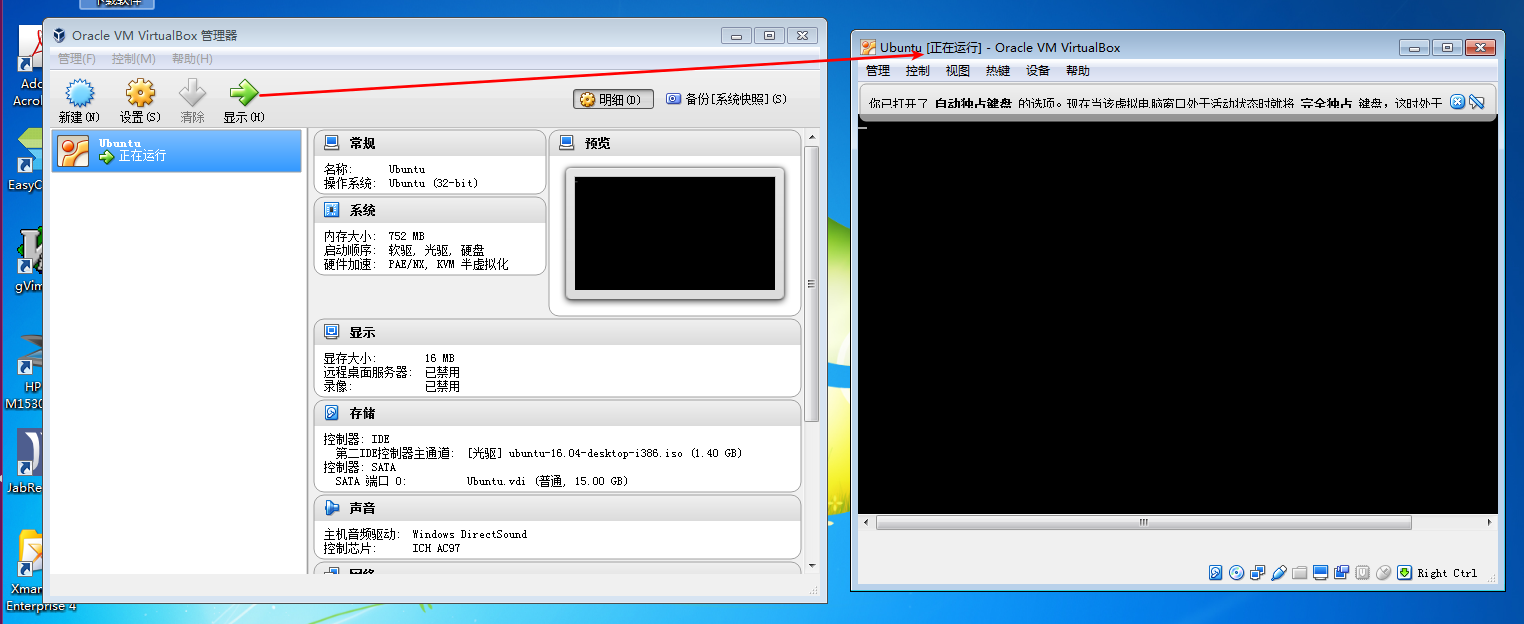 下载软件
Oracle VM VirtualBox 管理器
管理(F) 控制(M) 帮助(H)
新建(N) 设置(S) 清除 显示(H)
明细(D) 备份[系统快照](S)
Ubuntu
正在运行
常规
名称: Ubuntu
操作系统: Ubuntu (32-bit)
预览
系统
内存大小: 752 MB
启动顺序: 软驱, 光驱, 硬盘
硬件加速: PAE/NX, KVM 半虚拟化
显示
显存大小: 16 MB
远程桌面服务器: 已禁用
录像: 已禁用
存储
控制器: IDE
第二IDE控制器主通道: [光驱] ubuntu-16.04-desktop-i386.iso (1.40 GB)
控制器: SATA
SATA 端口 0: Ubuntu.vdi (普通, 15.00 GB)
声音
主机音频驱动: Windows DirectSound
控制芯片: ICH AC97
网络
Ado
Acrol
EasyC
gVim
HP
M1530
JabRe
Xmar
Enterprise 4
Ubuntu [正在运行] - Oracle VM VirtualBox
管理 控制 视图 热键 设备 帮助
你已打开了 自动独占键盘 的选项。现在当该虚拟电脑窗口处于活动状态时就将 完全独占 键盘，这时处于
Right Ctrl